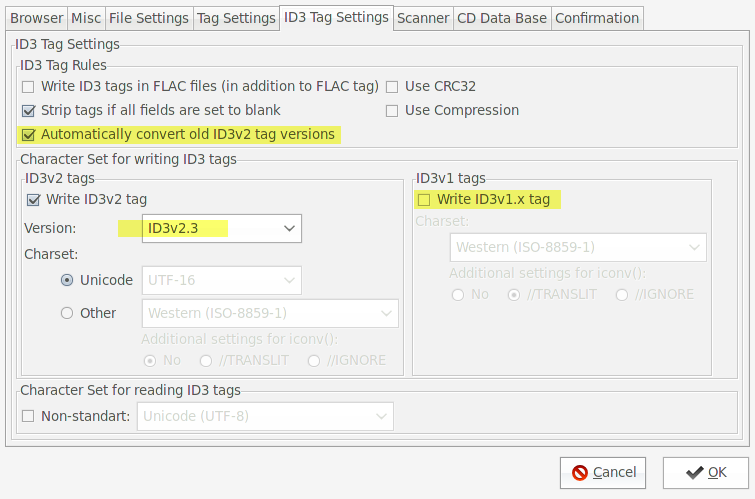 Browser Misc File Settings Tag Settings ID3 Tag Settings Scanner CD Data Base Confirmation
ID3 Tag Settings
ID3 Tag Rules
Write ID3 tags in FLAC files (in addition to FLAC tag) Use CRC32
Strip tags if all fields are set to blank Use Compression
Automatically convert old ID3v2 tag versions
Character Set for writing ID3 tags
ID3v2 tags
Write ID3v2 tag
Version: ID3v2.3
Charset:
Unicode UTF-16
Other Western (ISO-8859-1)
Additional settings for iconv():
No //TRANSLIT //IGNORE
ID3v1 tags
Write ID3v1.x tag
Charset:
Western (ISO-8859-1)
Additional settings for iconv():
No //TRANSLIT //IGNORE
Character Set for reading ID3 tags
Non-standart: Unicode (UTF-8)
Cancel OK